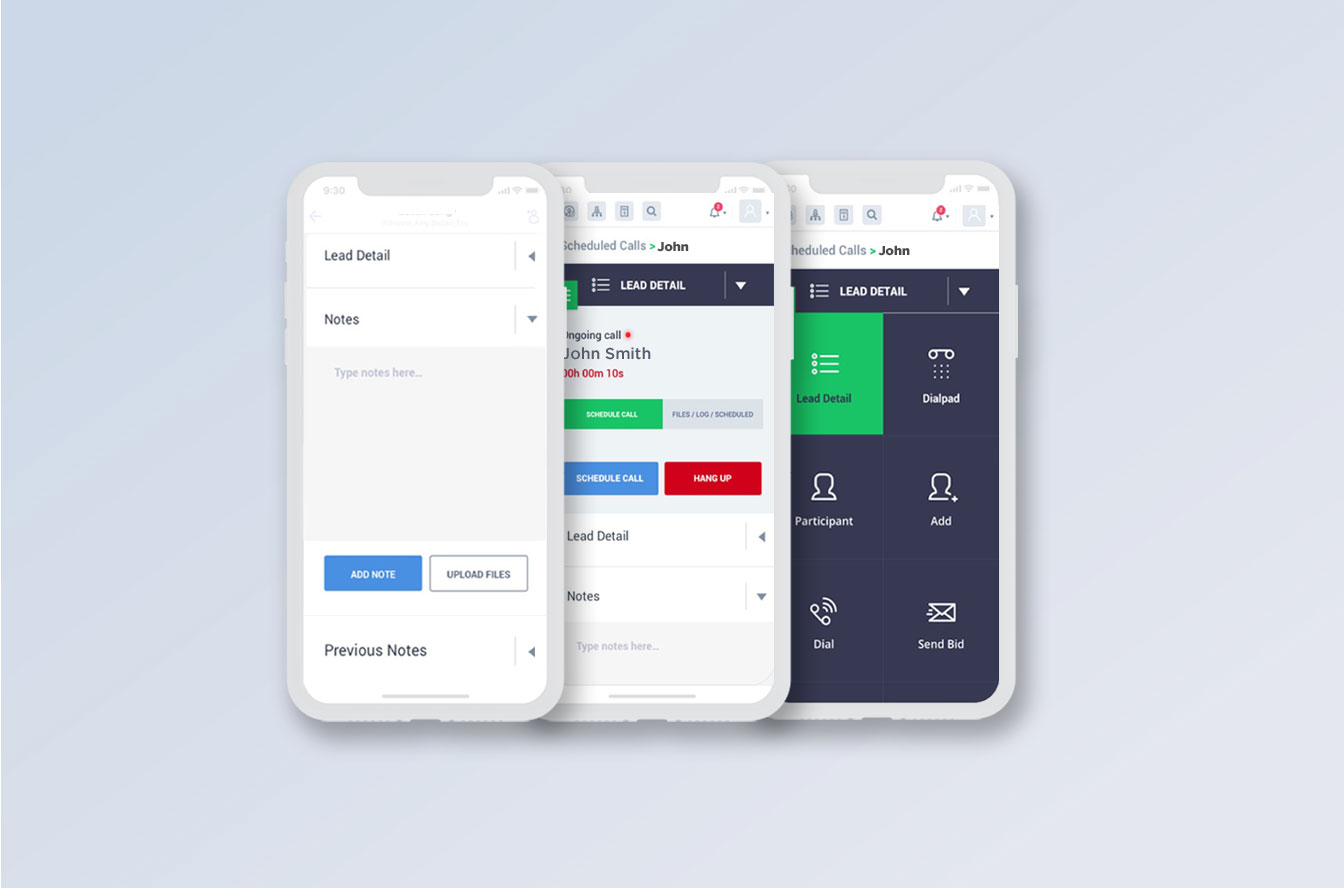 9:30
Lead Detail
Notes
Type notes here...
ADD NOTE
UPLOAD FILES
Previous Notes
Scheduled Calls > John
LEAD DETAIL
Ongoing call
John Smith
00h 00m 10s
SCHEDULE CALL
FILES / LOG / SCHEDULED
SCHEDULE CALL
HANG UP
Lead Detail
Notes
Type notes here...
heduled Calls > John
LEAD DETAIL
Lead Detail
Dialpad
Participant
Add
Dial
Send Bid